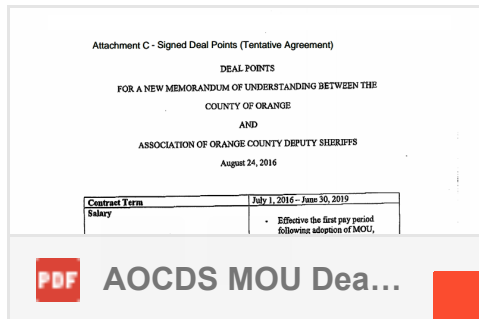 Attachment C - Signed Deal Points (Tentative Agreement)
DEAL POINTS
FOR A NEW MEMORANDUM OF UNDERSTANDING BETWEEN THE
COUNTY OF ORANGE
AND
ASSOCIATION OF ORANGE COUNTY DEPUTY SHERIFFS
August 24, 2016
Contract Term July 1, 2016 – June 30, 2019
Salary
• Effective the first pay period
following adoption of MOU,
PDF AOCDS MOU Dea...